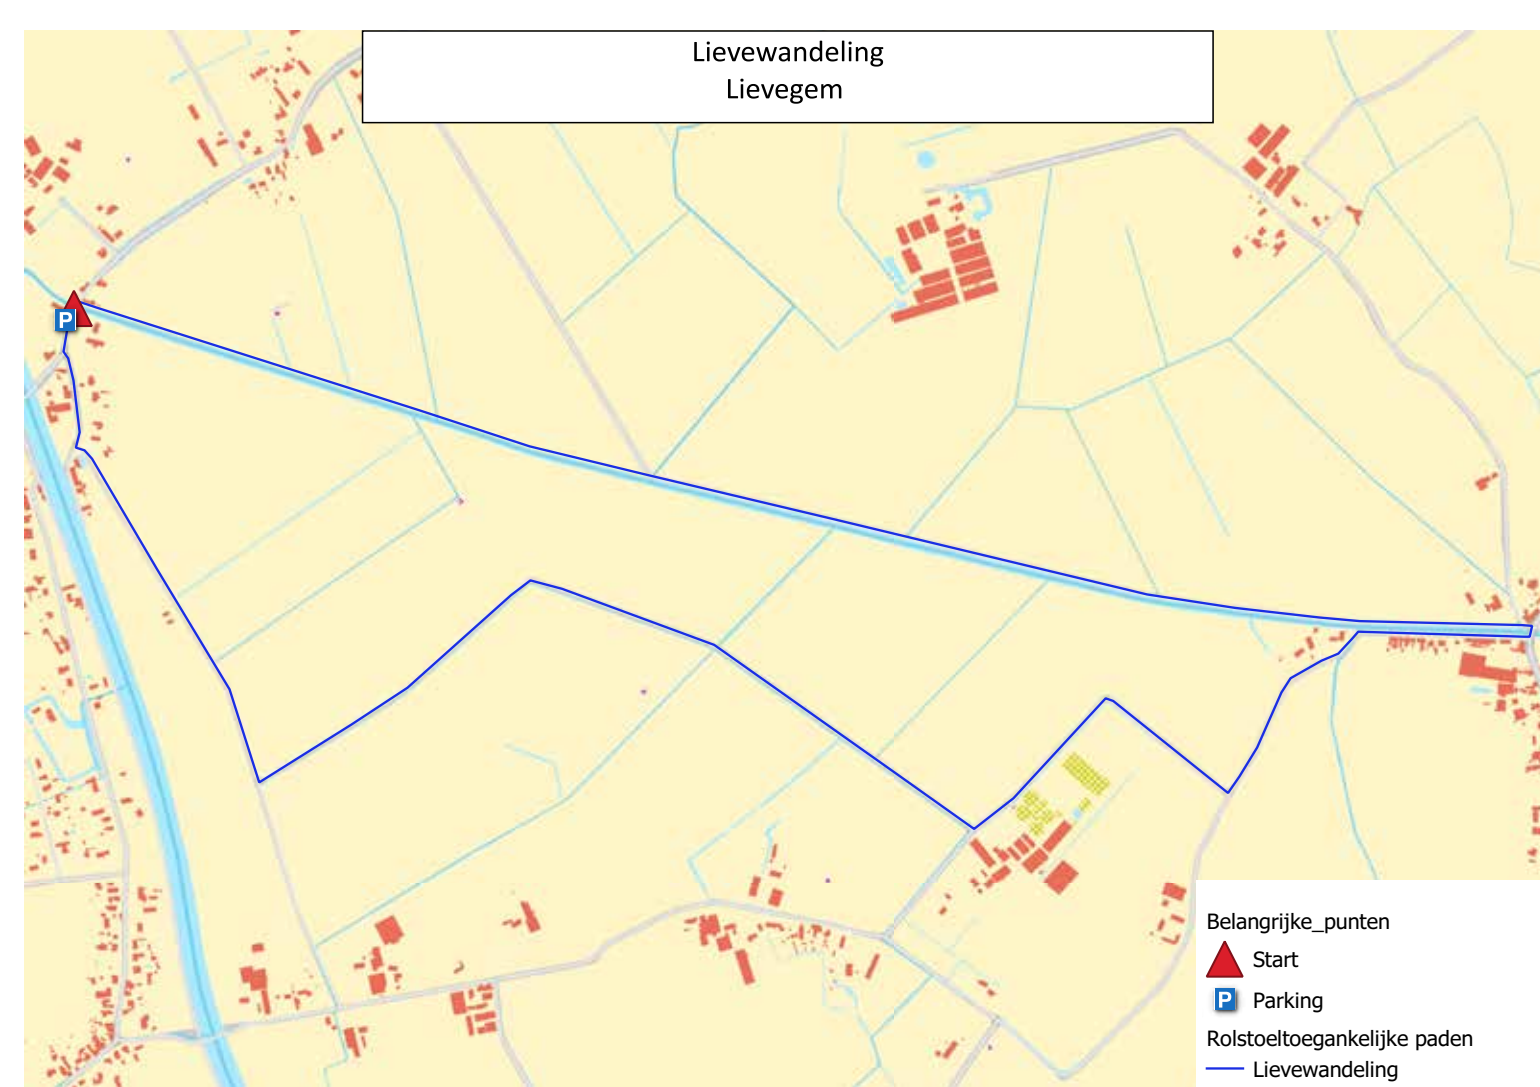 Lievewandeling
Lievegem
P
Belangrijke_punten
Start
P Parking
Rolstoeltoegankelijke paden
Lievewandeling